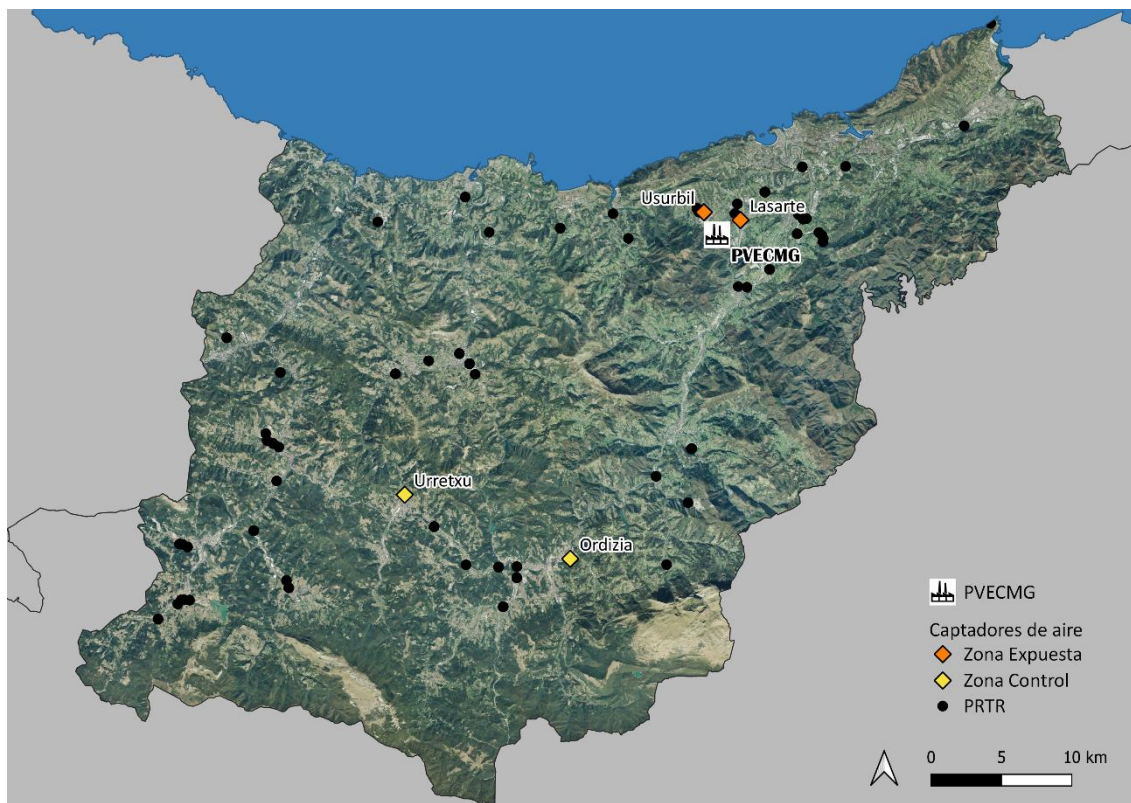 Usurbil
Lasarte
PVECMG
Urretxu
Ordizia
PVECMG
Captadores de aire
Zona Expuesta
Zona Control
PRTR
0 5 10 km